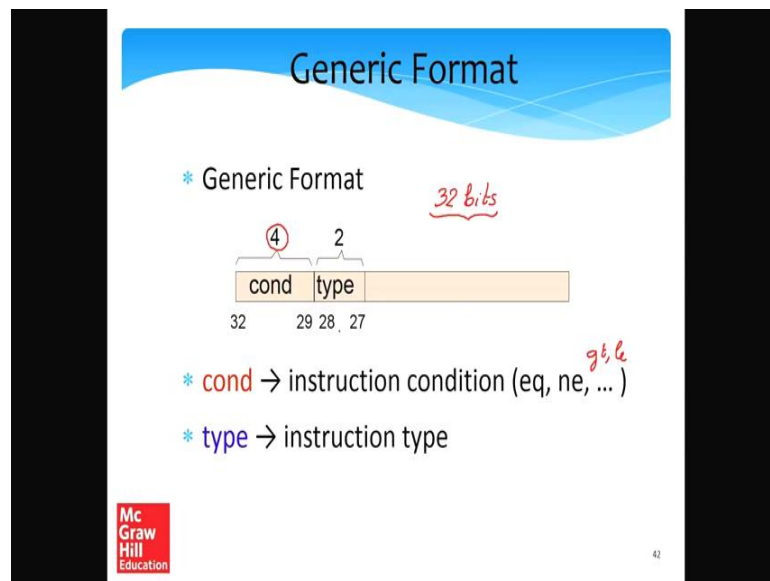 Generic Format
* Generic Format
32 bits
4 2
cond type
32 29 28 . 27
gt, le
* cond → instruction condition (eq, ne, ... )
* type → instruction type
Mc
Graw
Hill
Education
42